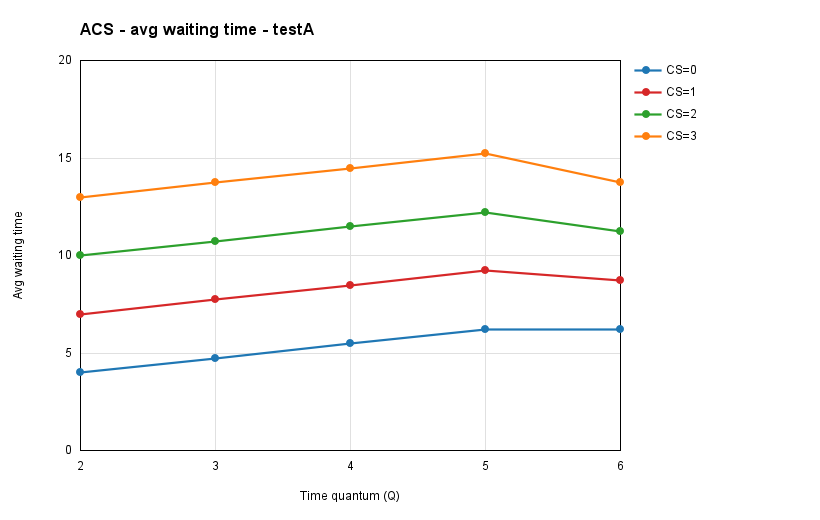 ACS - avg waiting time - testA
20
15
10
5
0
Avg waiting time
2 3 4 5 6
Time quantum (Q)
CS=0
CS=1
CS=2
CS=3